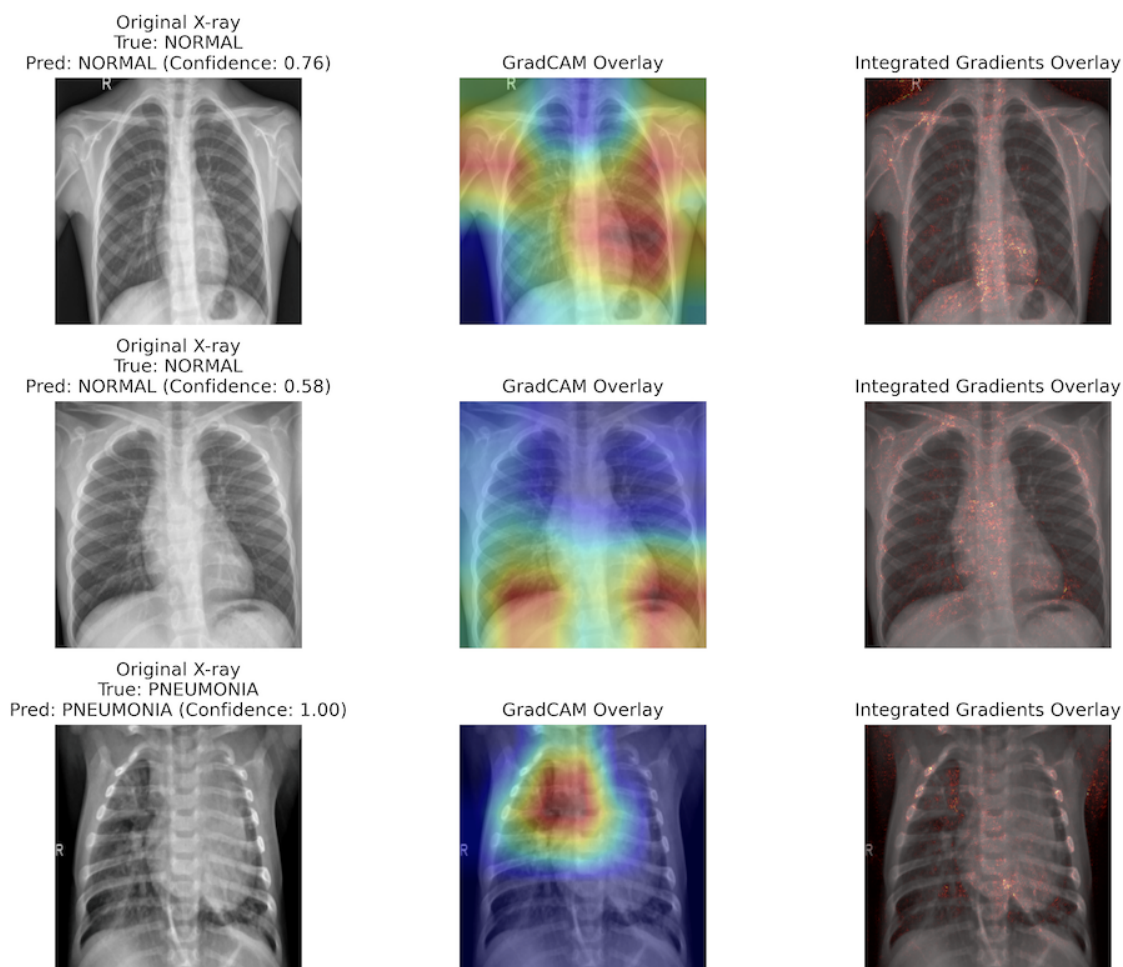 Original X-ray
True: NORMAL
Pred: NORMAL (Confidence: 0.76)
GradCAM Overlay
Integrated Gradients Overlay
R
R
R
Original X-ray
True: NORMAL
Pred: NORMAL (Confidence: 0.58)
GradCAM Overlay
Integrated Gradients Overlay
Original X-ray
True: PNEUMONIA
Pred: PNEUMONIA (Confidence: 1.00)
GradCAM Overlay
Integrated Gradients Overlay
R
R
R